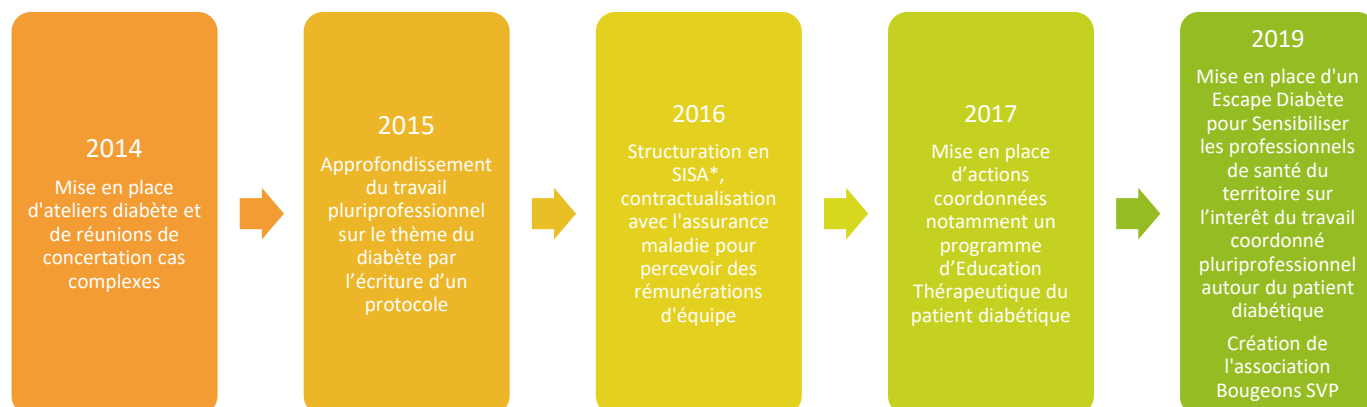 2014
Mise en place
d'ateliers diabète et
de réunions de
concertation cas
complexes
2015
Approfondissement
du travail
pluriprofessionnel
sur le thème du
diabète par
l’écriture d’un
protocole
2016
Structuration en
SISA*,
contractualisation
avec l'assurance
maladie pour
percevoir des
rémunérations
d'équipe
2017
Mise en place
d’actions
coordonnées
notamment un
programme
d’Education
Thérapeutique du
patient diabétique
2019
Mise en place d'un
Escape Diabète
pour Sensibiliser
les professionnels
de santé du
territoire sur
l’interêt du travail
coordonné
pluriprofessionnel
autour du patient
diabétique
Création de
l'association
Bougeons SVP